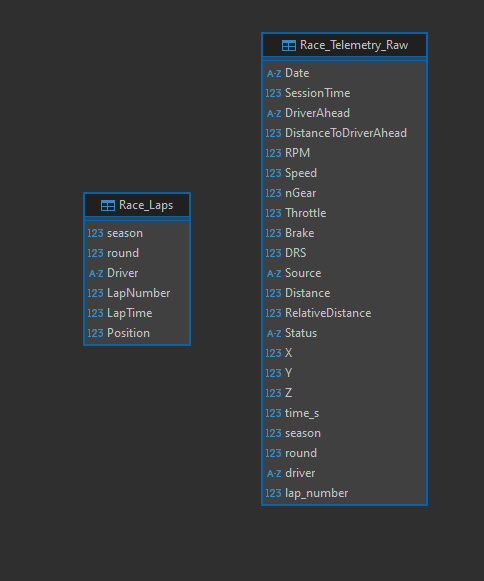 Race_Laps
123 season
123 round
A-Z Driver
123 LapNumber
123 LapTime
123 Position
Race_Telemetry_Raw
A-Z Date
123 SessionTime
A-Z DriverAhead
123 DistanceToDriverAhead
123 RPM
123 Speed
123 nGear
123 Throttle
123 Brake
123 DRS
A-Z Source
123 Distance
123 RelativeDistance
A-Z Status
123 X
123 Y
123 Z
123 time_s
123 season
123 round
A-Z driver
123 lap_number